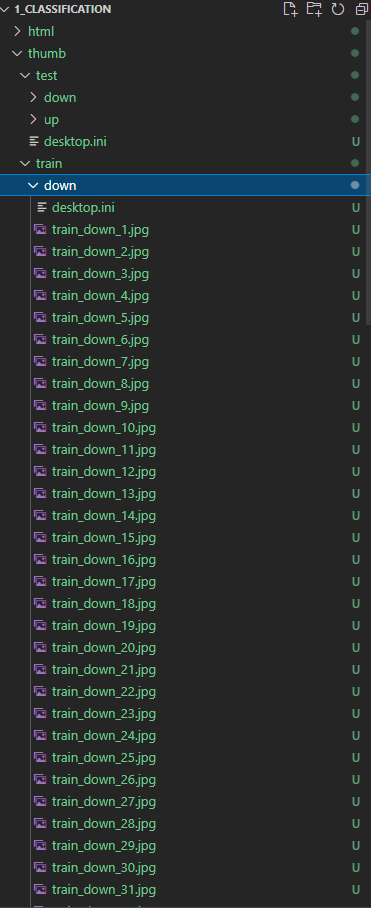 1_CLASSIFICATION
html
thumb
test
down
up
desktop.ini U
train
down
desktop.ini U
train_down_1.jpg U
train_down_2.jpg U
train_down_3.jpg U
train_down_4.jpg U
train_down_5.jpg U
train_down_6.jpg U
train_down_7.jpg U
train_down_8.jpg U
train_down_9.jpg U
train_down_10.jpg U
train_down_11.jpg U
train_down_12.jpg U
train_down_13.jpg U
train_down_14.jpg U
train_down_15.jpg U
train_down_16.jpg U
train_down_17.jpg U
train_down_18.jpg U
train_down_19.jpg U
train_down_20.jpg U
train_down_21.jpg U
train_down_22.jpg U
train_down_23.jpg U
train_down_24.jpg U
train_down_25.jpg U
train_down_26.jpg U
train_down_27.jpg U
train_down_28.jpg U
train_down_29.jpg U
train_down_30.jpg U
train_down_31.jpg U